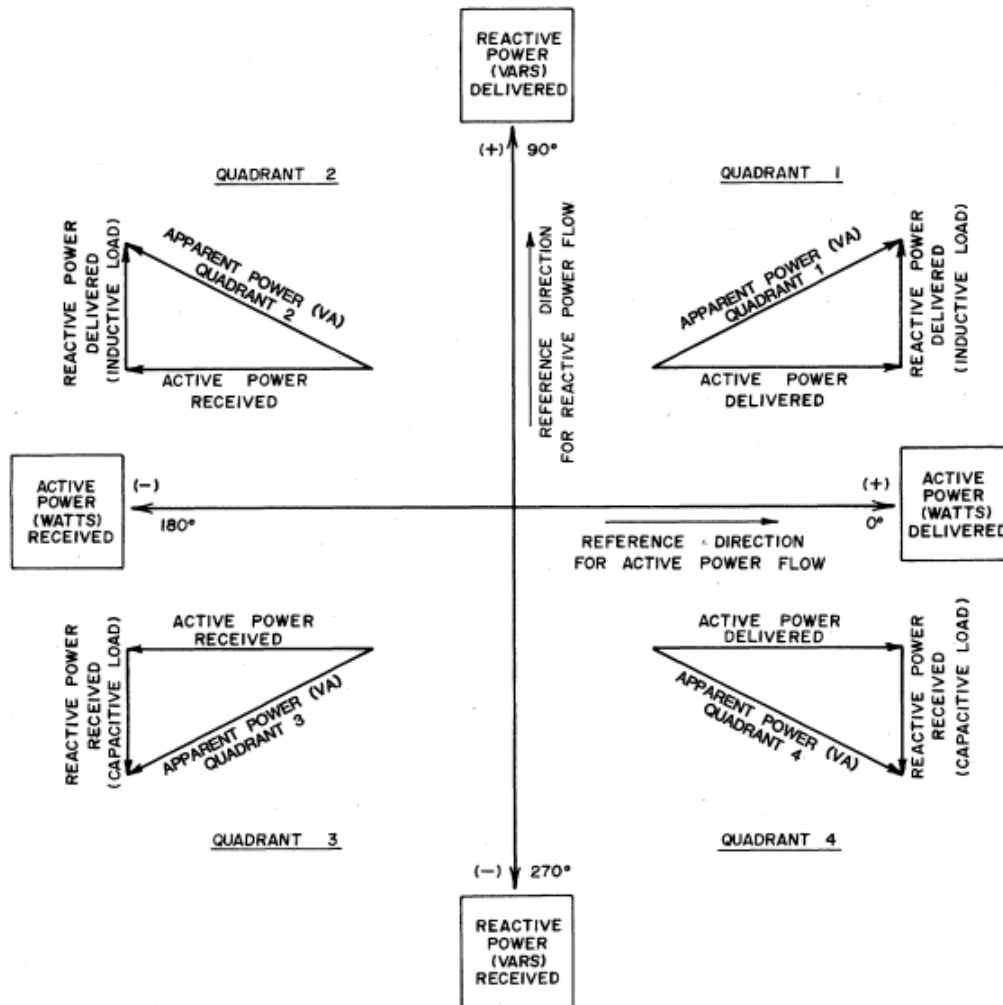 REACTIVE
POWER
(VARS)
DELIVERED
(+)
90°
QUADRANT 2
QUADRANT 1
REACTIVE POWER
DELIVERED
(INDUCTIVE LOAD)
APPARENT POWER (VA)
QUADRANT 2
ACTIVE POWER
RECEIVED
REFERENCE DIRECTION
FOR REACTIVE POWER FLOW
APPARENT POWER (VA)
QUADRANT 1
ACTIVE POWER
DELIVERED
REACTIVE POWER
DELIVERED
(INDUCTIVE LOAD)
ACTIVE
POWER
(WATTS)
RECEIVED
(-)
180°
(+)
0°
ACTIVE
POWER
(WATTS)
DELIVERED
REFERENCE DIRECTION
FOR ACTIVE POWER FLOW
REACTIVE POWER
RECEIVED
(CAPACITIVE LOAD)
ACTIVE POWER
RECEIVED
APPARENT POWER (VA)
QUADRANT 3
ACTIVE POWER
DELIVERED
APPARENT POWER (VA)
QUADRANT 4
REACTIVE POWER
RECEIVED
(CAPACITIVE LOAD)
QUADRANT 3
QUADRANT 4
(-)
270°
REACTIVE
POWER
(VARS)
RECEIVED